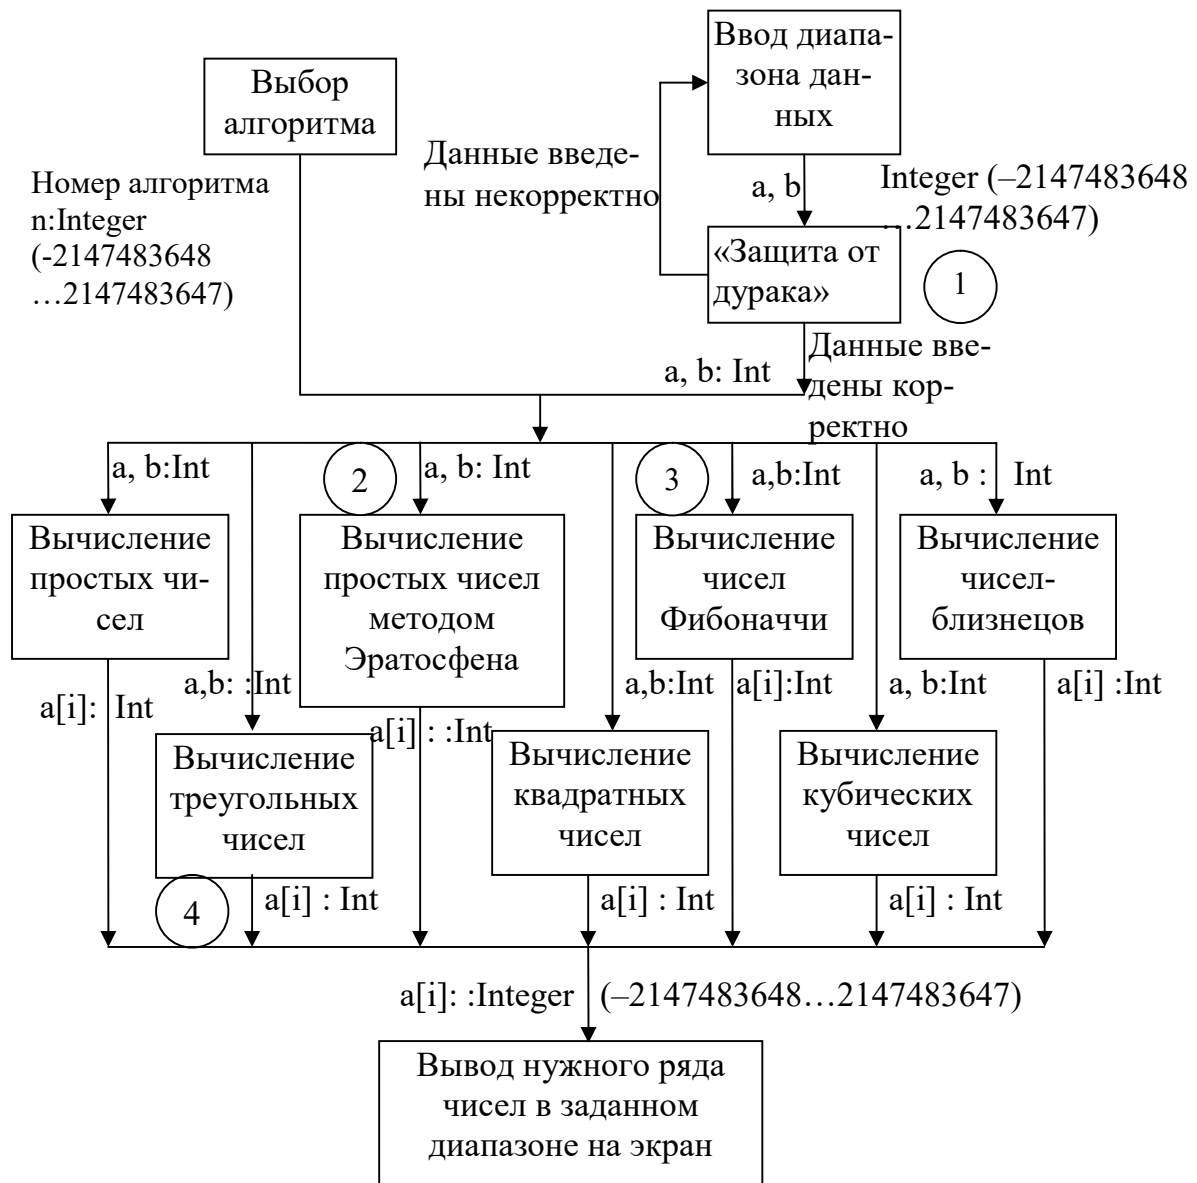 Ввод диапа-
зона дан-
ных
Выбор
алгоритма
Данные введе-
ны некорректно
a, b
Integer (–2147483648
…2147483647)
Номер алгоритма
n:Integer
(-2147483648
…2147483647)
«Защита от
дурака»
1
Данные вве-
дены кор-
ректно
a, b: Int
a, b:Int
2
a, b: Int
3
a,b:Int
a, b : Int
Вычисление
простых чи-
сел
Вычисление
простых чисел
методом
Эратосфена
Вычисление
чисел
Фибоначчи
Вычисление
чисел-
близнецов
a[i]: Int
a,b: :Int
a[i] : :Int
a,b:Int
a[i]:Int
a, b:Int
a[i] :Int
Вычисление
треугольных
чисел
Вычисление
квадратных
чисел
Вычисление
кубических
чисел
4
a[i] : Int
a[i] : Int
a[i] : Int
a[i]: :Integer (–2147483648…2147483647)
Вывод нужного ряда
чисел в заданном
диапазоне на экран